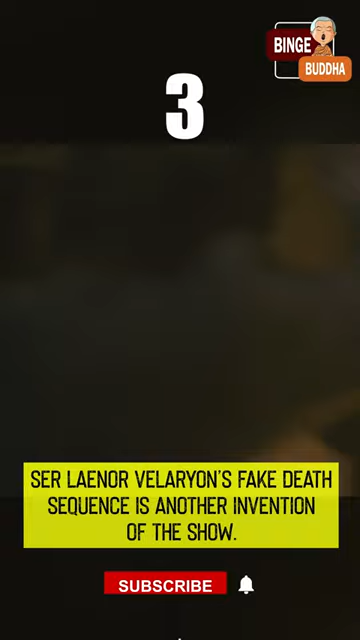 BINGE
BUDDHA
3
SER LAENOR VELARYON'S FAKE DEATH
SEQUENCE IS ANOTHER INVENTION
OF THE SHOW.
SUBSCRIBE